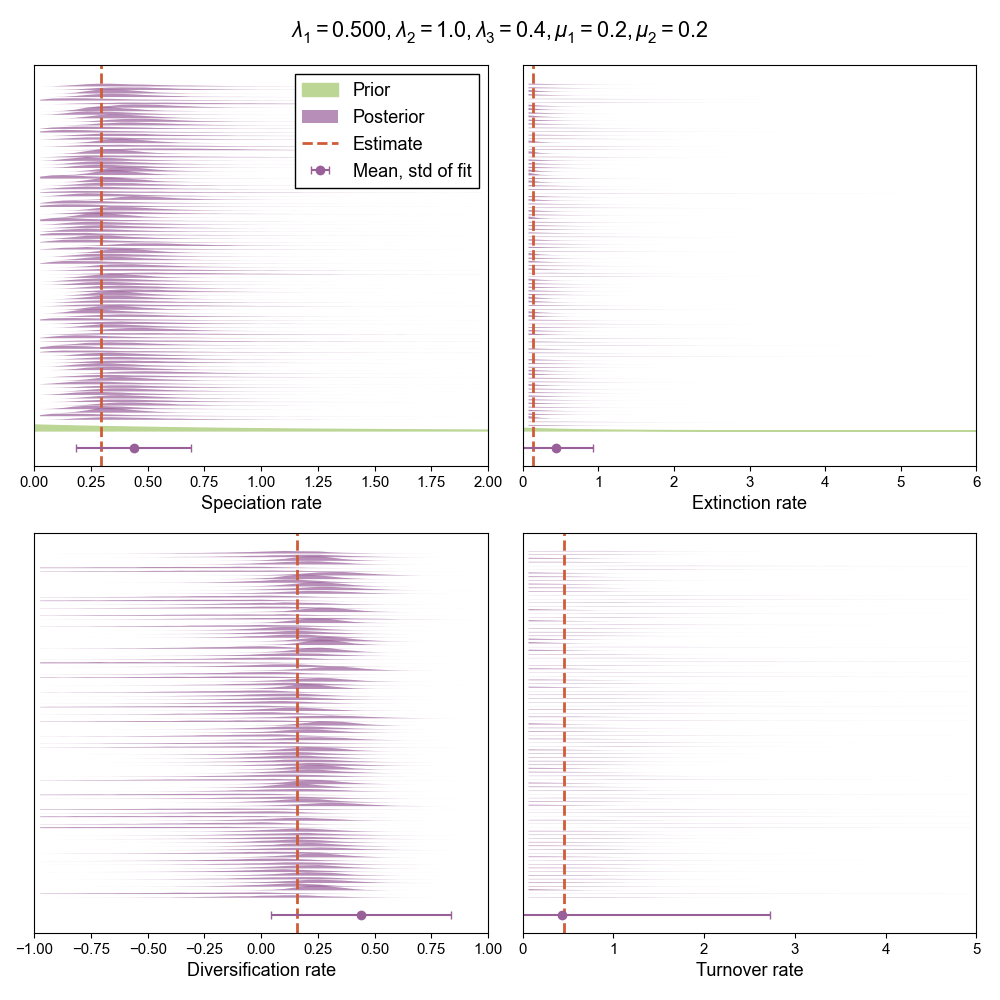 λ₁ = 0.500, λ₂ = 1.0, λ₃ = 0.4, μ₁ = 0.2, μ₂ = 0.2
Prior
Posterior
Estimate
Mean, std of fit
0.00 0.25 0.50 0.75 1.00 1.25 1.50 1.75 2.00
Speciation rate
0 1 2 3 4 5 6
Extinction rate
−1.00 −0.75 −0.50 −0.25 0.00 0.25 0.50 0.75 1.00
Diversification rate
0 1 2 3 4 5
Turnover rate